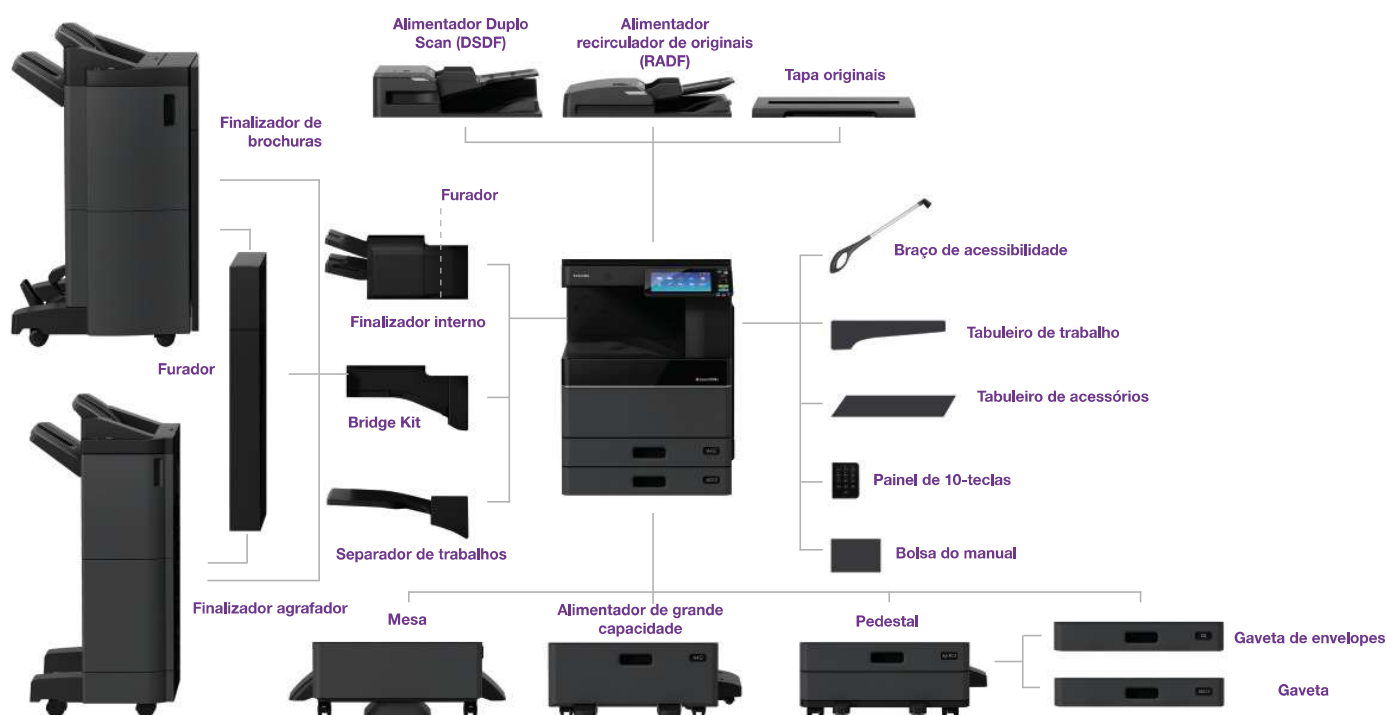 Alimentador Duplo
Scan (DSDF)
Alimentador
recirculador de originais
(RADF)
Tapa originais
Finalizador de
brochuras
Furador
Braço de acessibilidade
Finalizador interno
Tabuleiro de trabalho
Furador
Bridge Kit
Tabuleiro de acessórios
Painel de 10-teclas
Separador de trabalhos
Bolsa do manual
Finalizador agrafador
Mesa
Alimentador de grande
capacidade
Pedestal
Gaveta de envelopes
Gaveta